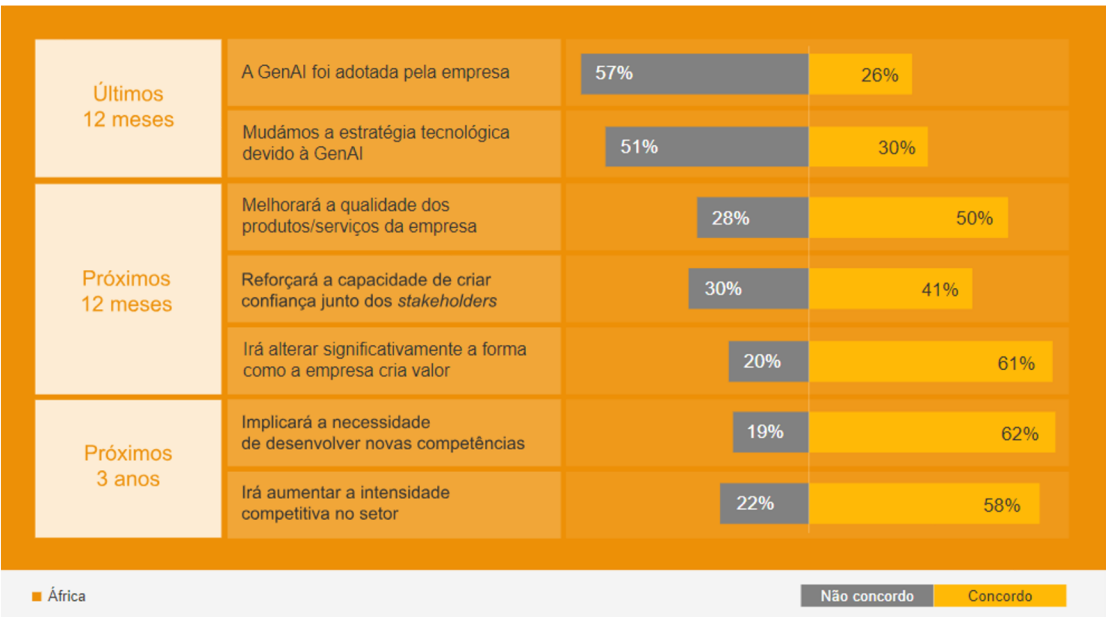 Últimos
12 meses
A GenAI foi adotada pela empresa
57%
26%
Mudámos a estratégia tecnológica
devido à GenAI
51%
30%
Próximos
12 meses
Melhorará a qualidade dos
produtos/serviços da empresa
28%
50%
Reforçará a capacidade de criar
confiança junto dos stakeholders
30%
41%
Irá alterar significativamente a forma
como a empresa cria valor
20%
61%
Próximos
3 anos
Implicará a necessidade
de desenvolver novas competências
19%
62%
Irá aumentar a intensidade
competitiva no setor
22%
58%
África
Não concordo
Concordo